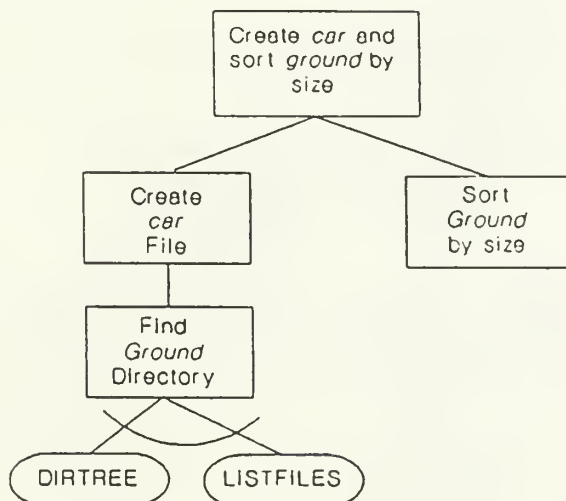 Create car and
sort ground by
size
Create
car
File
Sort
Ground
by size
Find
Ground
Directory
DIRTREE
LISTFILES